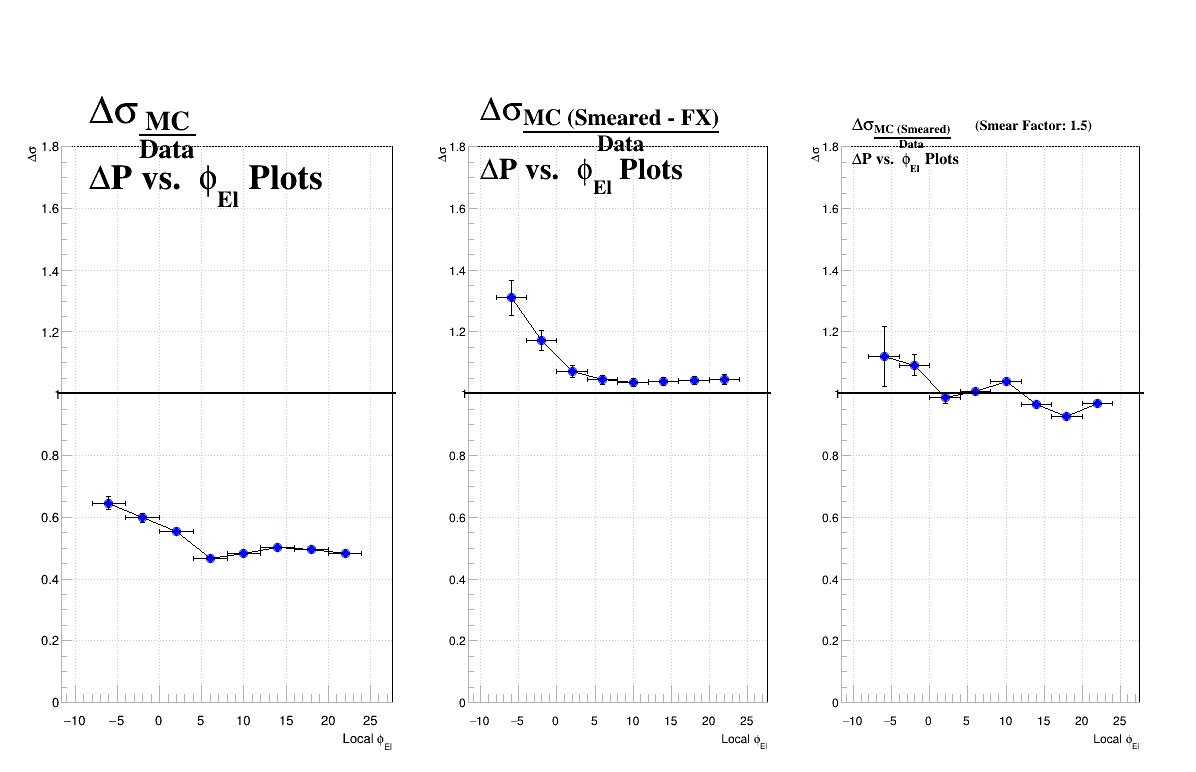 Δσ MC
Data
ΔP vs. ϕEl Plots
Δσ
1.8
1.6
1.4
1.2
1
0.8
0.6
0.4
0.2
0
−10 −5 0 5 10 15 20 25
Local ϕEl
ΔσMC (Smeared - FX)
Data
ΔP vs. ϕEl Plots
Δσ
1.8
1.6
1.4
1.2
1
0.8
0.6
0.4
0.2
0
−10 −5 0 5 10 15 20 25
Local ϕEl
ΔσMC (Smeared) (Smear Factor: 1.5)
Data
ΔP vs. ϕEl Plots
Δσ
1.8
1.6
1.4
1.2
1
0.8
0.6
0.4
0.2
0
−10 −5 0 5 10 15 20 25
Local ϕEl